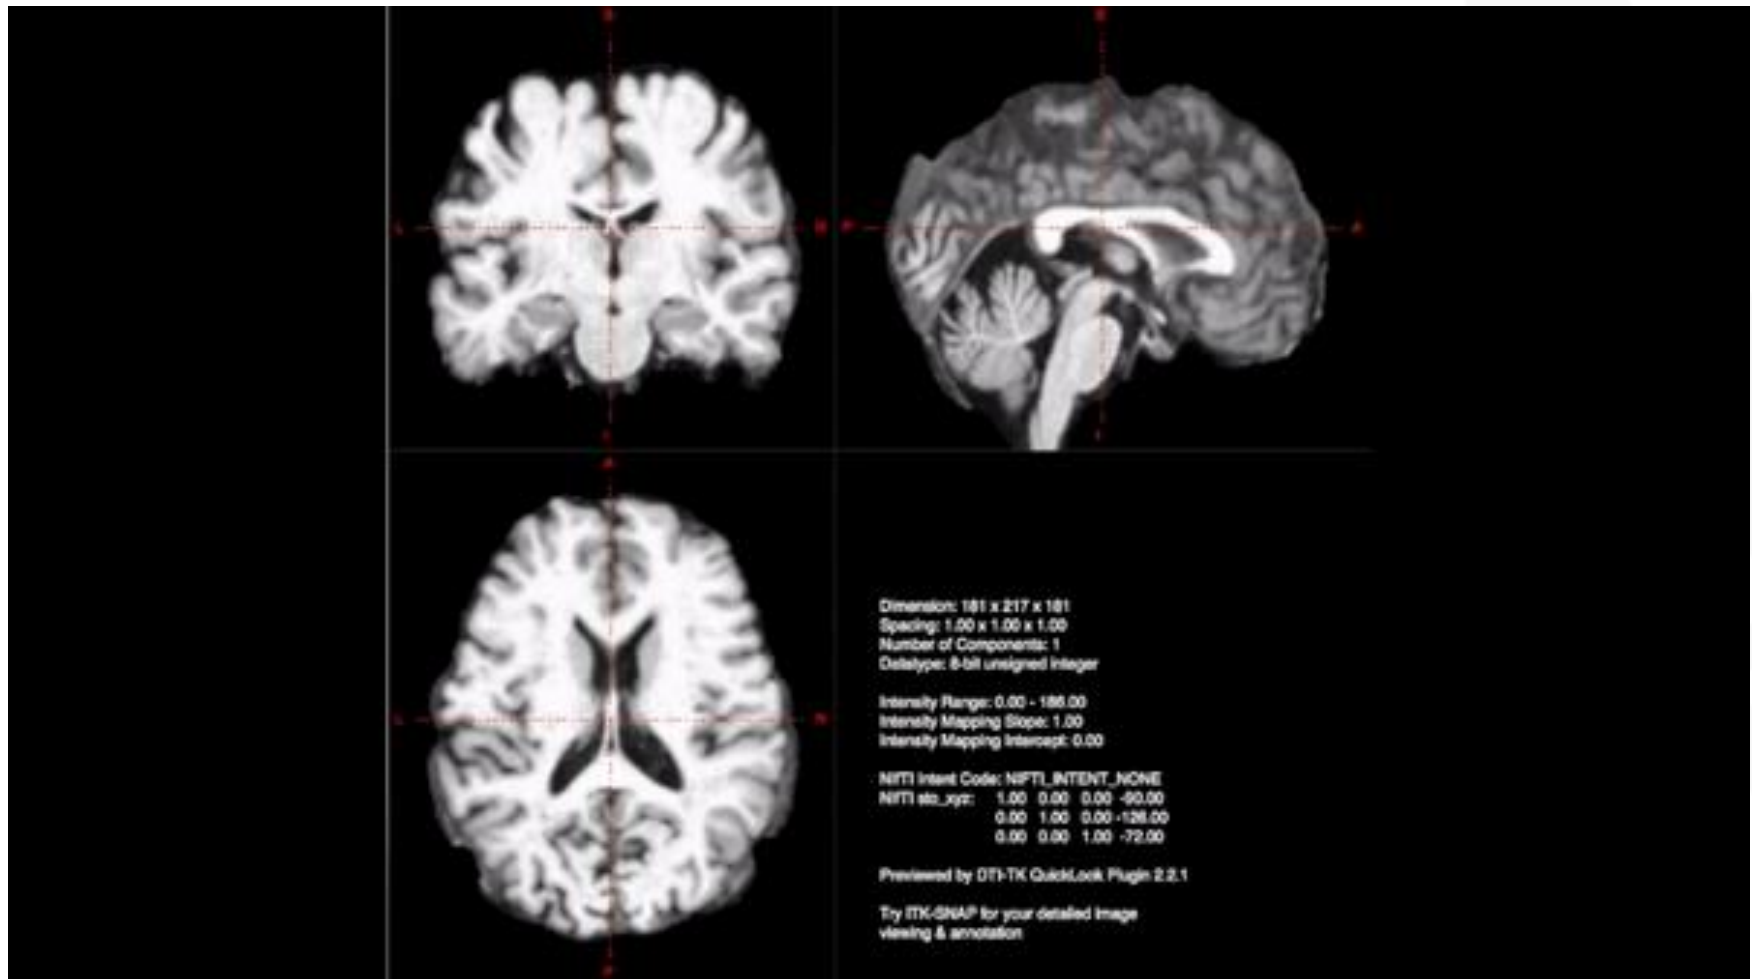 S
S
L
R
P
A
I
I
A
L
R
P
Dimension: 181 x 217 x 181
Spacing: 1.00 x 1.00 x 1.00
Number of Components: 1
Datatype: 8-bit unsigned integer
Intensity Range: 0.00 - 186.00
Intensity Mapping Slope: 1.00
Intensity Mapping Intercept: 0.00
NIfTI Intent Code: NIFTI_INTENT_NONE
NIfTI sto_xyz: 1.00 0.00 0.00 -90.00
0.00 1.00 0.00 -126.00
0.00 0.00 1.00 -72.00
Previewed by DTI-TK QuickLook Plugin 2.2.1
Try ITK-SNAP for your detailed image
viewing & annotation